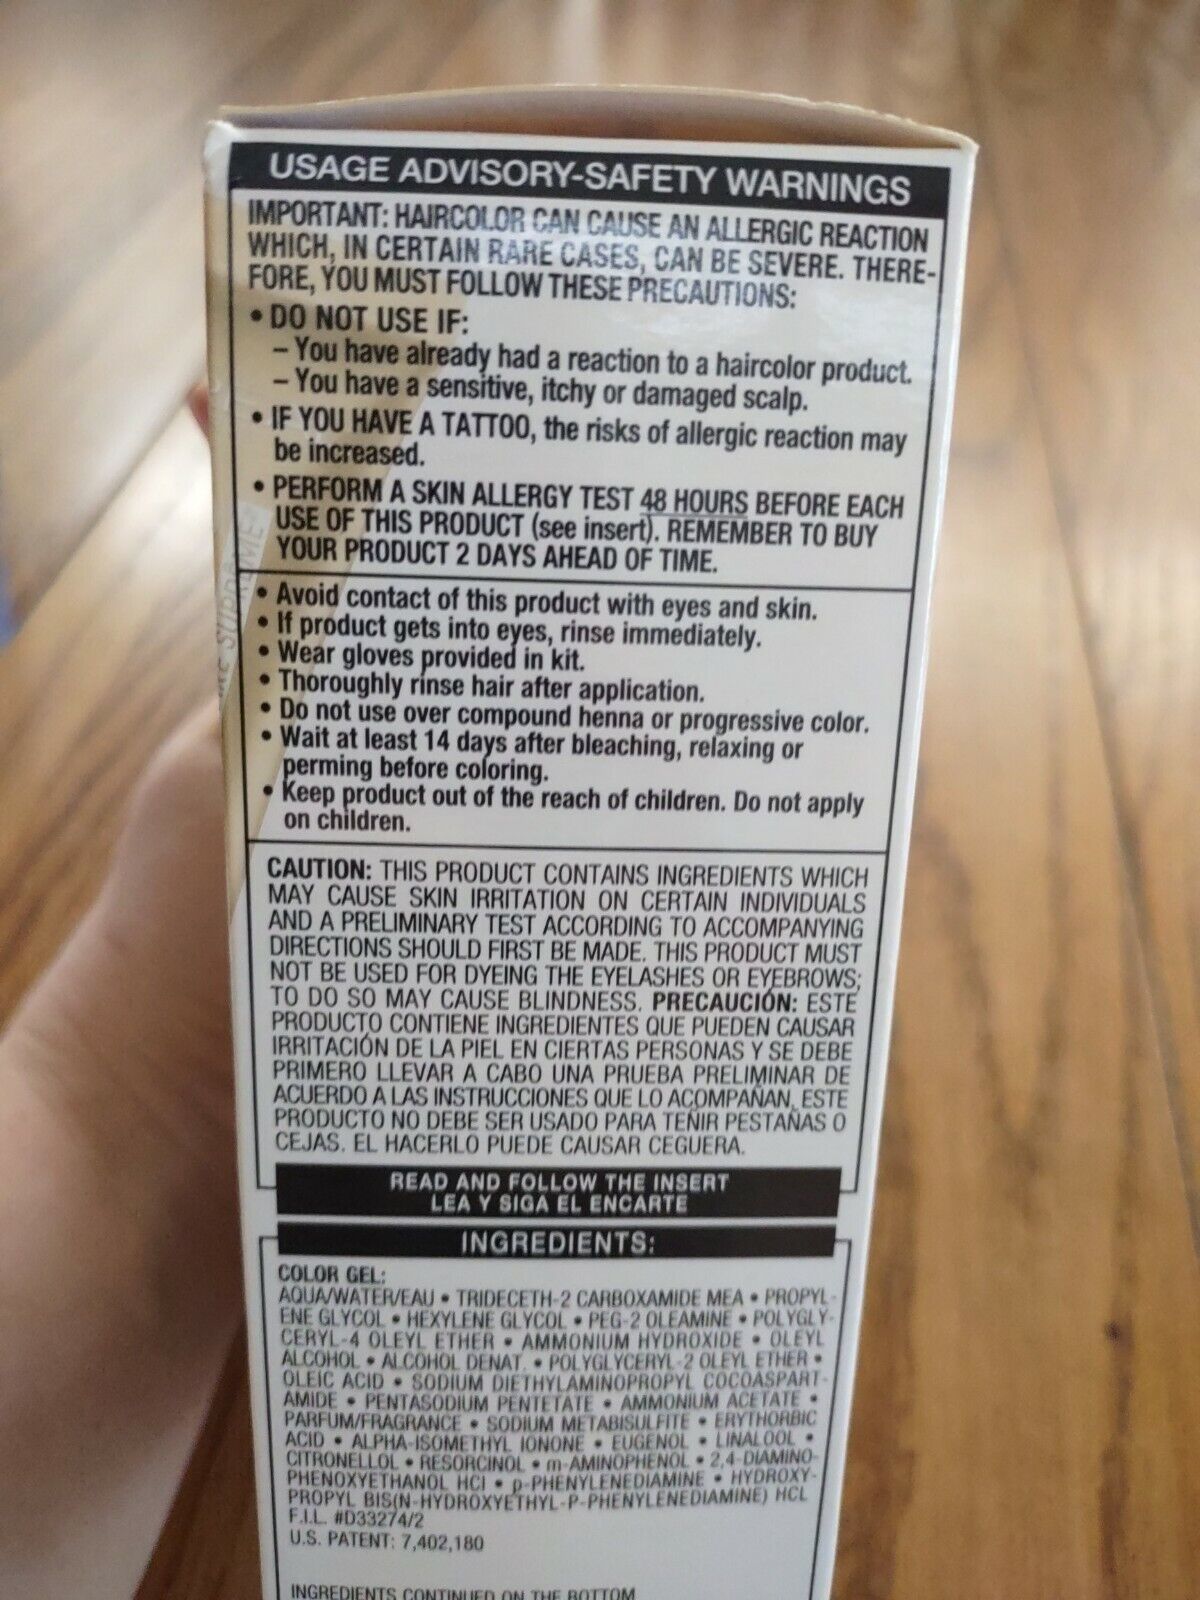 USAGE ADVISORY-SAFETY WARNINGS
IMPORTANT: HAIRCOLOR CAN CAUSE AN ALLERGIC REACTION
WHICH, IN CERTAIN RARE CASES, CAN BE SEVERE. THERE-
FORE, YOU MUST FOLLOW THESE PRECAUTIONS:
• DO NOT USE IF:
– You have already had a reaction to a haircolor product.
– You have a sensitive, itchy or damaged scalp.
• IF YOU HAVE A TATTOO, the risks of allergic reaction may
be increased.
• PERFORM A SKIN ALLERGY TEST 48 HOURS BEFORE EACH
USE OF THIS PRODUCT (see insert). REMEMBER TO BUY
YOUR PRODUCT 2 DAYS AHEAD OF TIME.
• Avoid contact of this product with eyes and skin.
• If product gets into eyes, rinse immediately.
• Wear gloves provided in kit.
• Thoroughly rinse hair after application.
• Do not use over compound henna or progressive color.
• Wait at least 14 days after bleaching, relaxing or
perming before coloring.
• Keep product out of the reach of children. Do not apply
on children.
CAUTION: THIS PRODUCT CONTAINS INGREDIENTS WHICH
MAY CAUSE SKIN IRRITATION ON CERTAIN INDIVIDUALS
AND A PRELIMINARY TEST ACCORDING TO ACCOMPANYING
DIRECTIONS SHOULD FIRST BE MADE. THIS PRODUCT MUST
NOT BE USED FOR DYEING THE EYELASHES OR EYEBROWS;
TO DO SO MAY CAUSE BLINDNESS. PRECAUCIÓN: ESTE
PRODUCTO CONTIENE INGREDIENTES QUE PUEDEN CAUSAR
IRRITACIÓN DE LA PIEL EN CIERTAS PERSONAS Y SE DEBE
PRIMERO LLEVAR A CABO UNA PRUEBA PRELIMINAR DE
ACUERDO A LAS INSTRUCCIONES QUE LO ACOMPAÑAN. ESTE
PRODUCTO NO DEBE SER USADO PARA TEÑIR PESTAÑAS O
CEJAS. EL HACERLO PUEDE CAUSAR CEGUERA.
READ AND FOLLOW THE INSERT
LEA Y SIGA EL ENCARTE
INGREDIENTS:
COLOR GEL:
AQUA/WATER/EAU • TRIDECETH-2 CARBOXAMIDE MEA • PROPYL-
ENE GLYCOL • HEXYLENE GLYCOL • PEG-2 OLEAMINE • POLYGLY-
CERYL-4 OLEYL ETHER • AMMONIUM HYDROXIDE • OLEYL
ALCOHOL • ALCOHOL DENAT. • POLYGLYCERYL-2 OLEYL ETHER •
OLEIC ACID • SODIUM DIETHYLAMINOPROPYL COCOASPART-
AMIDE • PENTASODIUM PENTETATE • AMMONIUM ACETATE •
PARFUM/FRAGRANCE • SODIUM METABISULFITE • ERYTHORBIC
ACID • ALPHA-ISOMETHYL IONONE • EUGENOL • LINALOOL •
CITRONELLOL • RESORCINOL • m-AMINOPHENOL • 2,4-DIAMINO-
PHENOXYETHANOL HCl • p-PHENYLENEDIAMINE • HYDROXY-
PROPYL BIS(N-HYDROXYETHYL-P-PHENYLENEDIAMINE) HCL
F.I.L. #D33274/2
U.S. PATENT: 7,402,180
INGREDIENTS CONTINUED ON THE BOTTOM